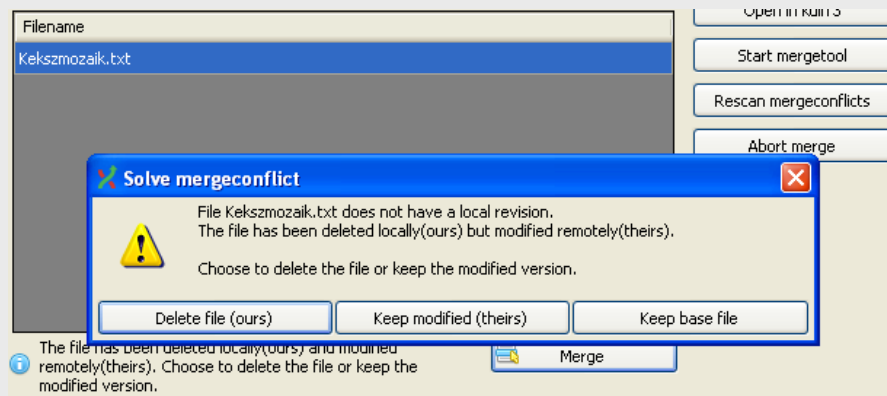 Filename
Open in kdiff3
Kekszmozaik.txt
Start mergetool
Rescan mergeconflicts
Abort merge
Solve mergeconflict
File Kekszmozaik.txt does not have a local revision.
The file has been deleted locally(ours) but modified remotely(theirs).
Choose to delete the file or keep the modified version.
Delete file (ours)
Keep modified (theirs)
Keep base file
The file has been deleted locally(ours) and modified
remotely(theirs). Choose to delete the file or keep the
modified version.
Merge